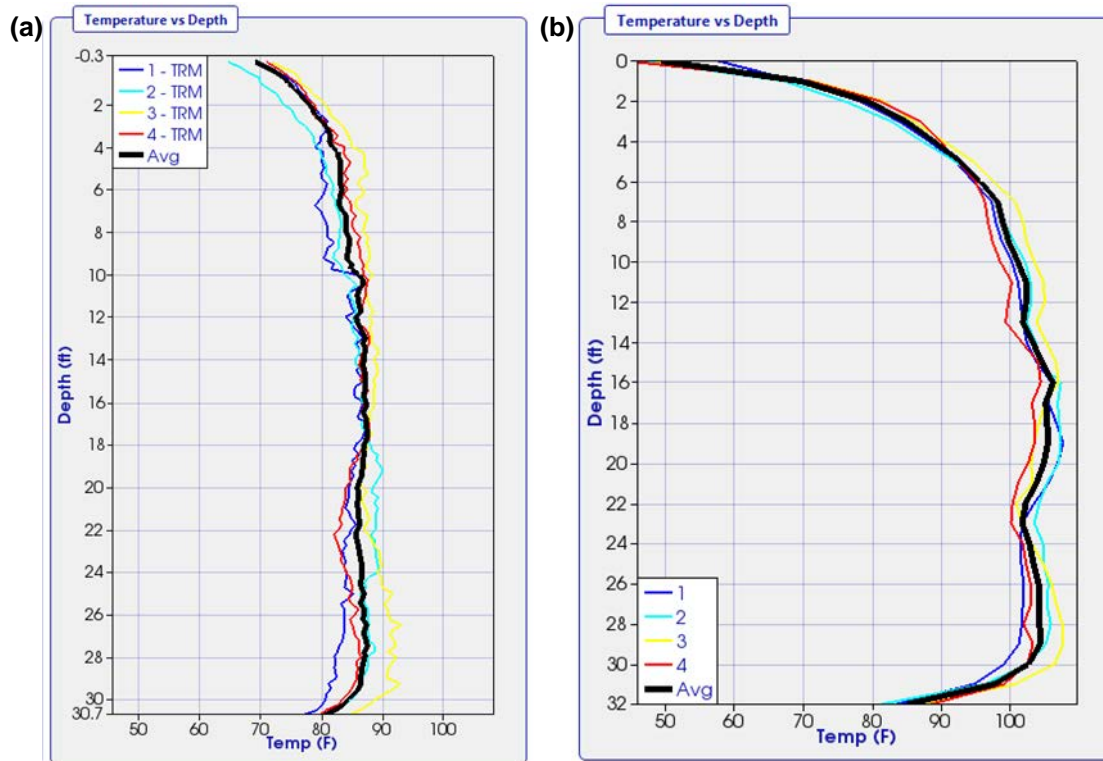 (a)
Temperature vs Depth
-0.3
2
4
6
8
10
12
14
16
18
20
22
24
26
28
30
30.7
Depth (ft)
1 - TRM
2 - TRM
3 - TRM
4 - TRM
Avg
50 60 70 80 90 100
Temp (F)
(b)
Temperature vs Depth
0
2
4
6
8
10
12
14
16
18
20
22
24
26
28
30
32
Depth (ft)
1
2
3
4
Avg
50 60 70 80 90 100
Temp (F)